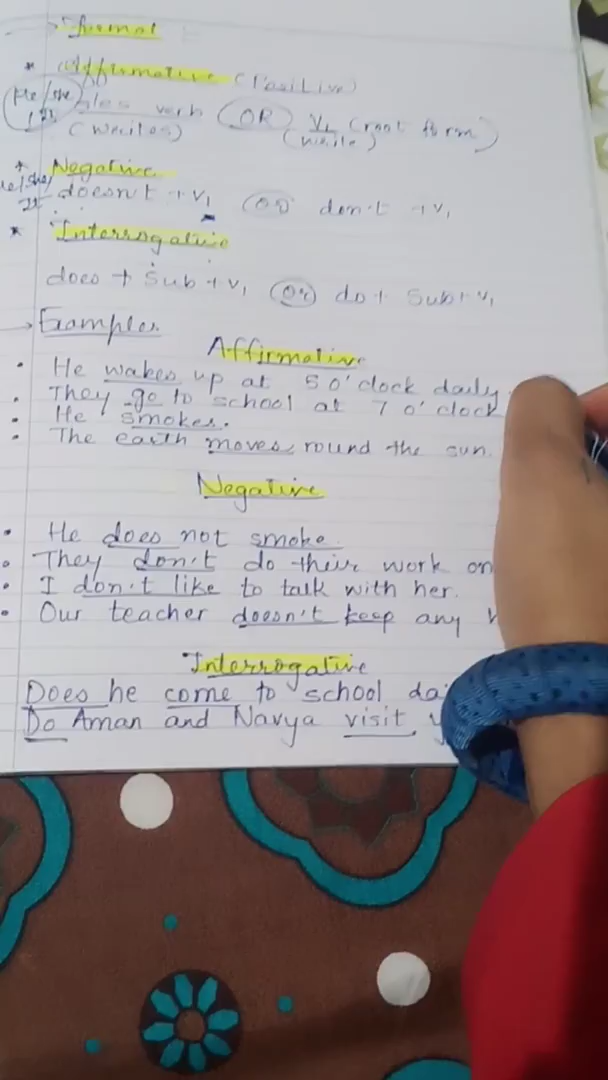 Format
* Affirmative (Positive)
He/she
It
s/es verb (OR) V1 (root form)
(writes) (write)
* Negative
He/she
It
doesn't + V1 (OR) don't + V1
* Interrogative
does + Sub + V1 (OR) do + Sub + V1
→ Examples
Affirmative
• He wakes up at 5 o'clock daily.
• They go to school at 7 o'clock
• He smokes.
• The earth moves round the sun.
Negative
• He does not smoke.
• They don't do their work on
• I don't like to talk with her.
• Our teacher doesn't keep any
Interrogative
Does he come to school
Do Aman and Navya visit